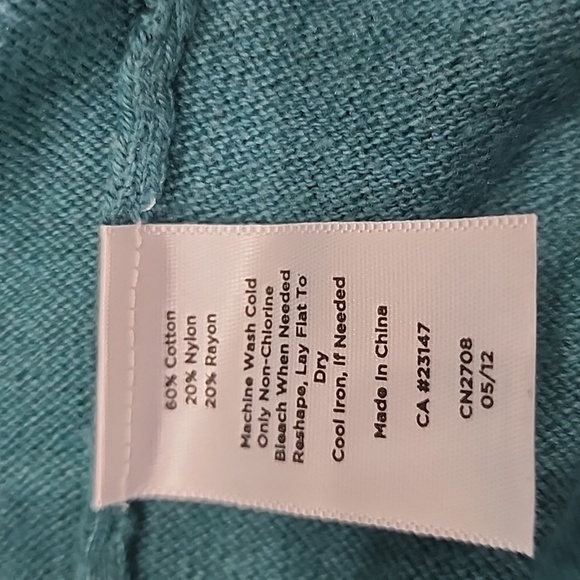 60% Cotton
20% Nylon
20% Rayon
Machine Wash Cold
Only Non-Chlorine
Bleach When Needed
Reshape, Lay Flat To
Dry
Cool Iron, If Needed
Made In China
CA #23147
CN2708
05/12